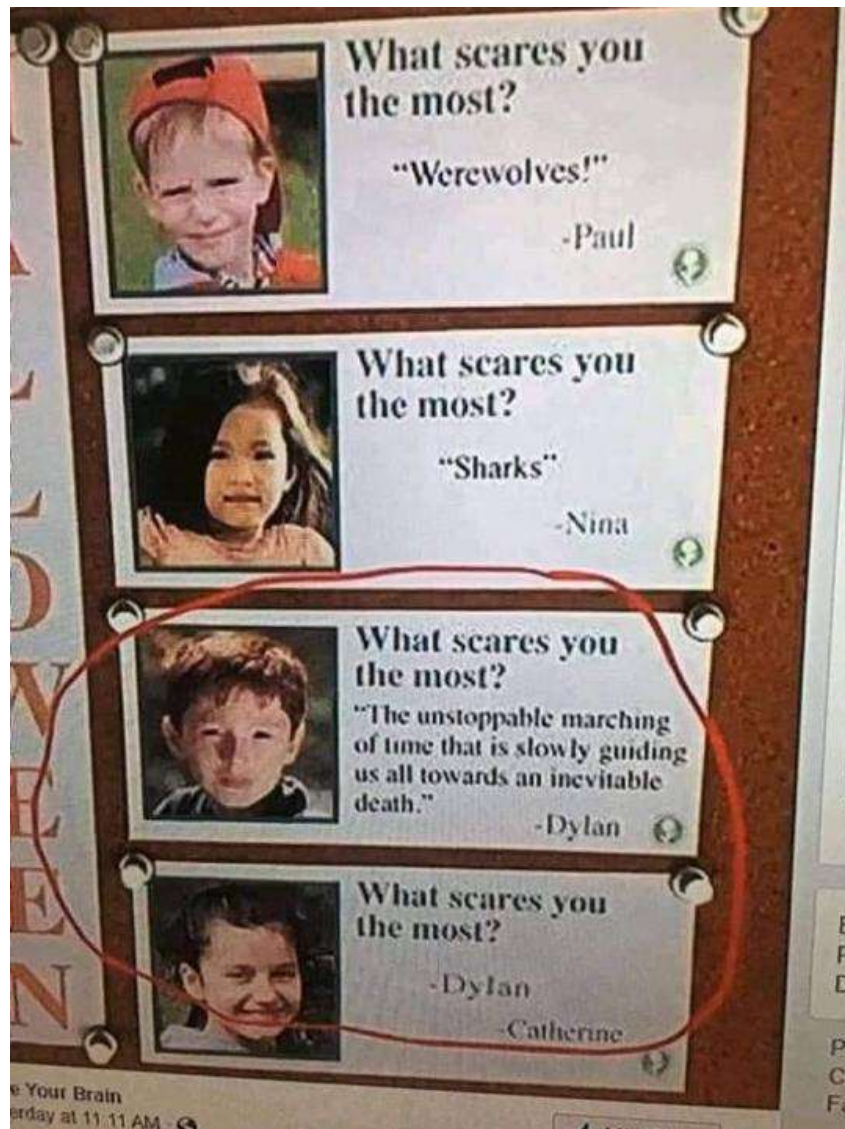 What scares you
the most?
"Werewolves!"
-Paul
What scares you
the most?
"Sharks"
-Nina
What scares you
the most?
"The unstoppable marching
of time that is slowly guiding
us all towards an inevitable
death."
-Dylan
What scares you
the most?
-Dylan
-Catherine
L
O
W
E
E
N
e Your Brain
erday at 11:11 AM